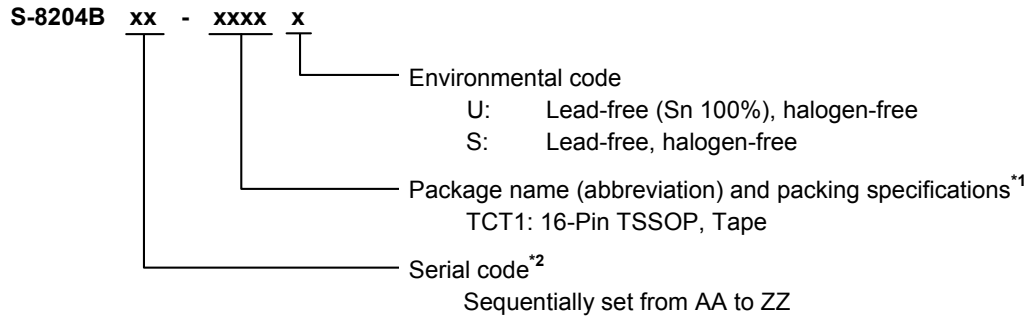 S-8204B xx - xxxx x
Environmental code
U: Lead-free (Sn 100%), halogen-free
S: Lead-free, halogen-free
Package name (abbreviation) and packing specifications*1
TCT1: 16-Pin TSSOP, Tape
Serial code*2
Sequentially set from AA to ZZ